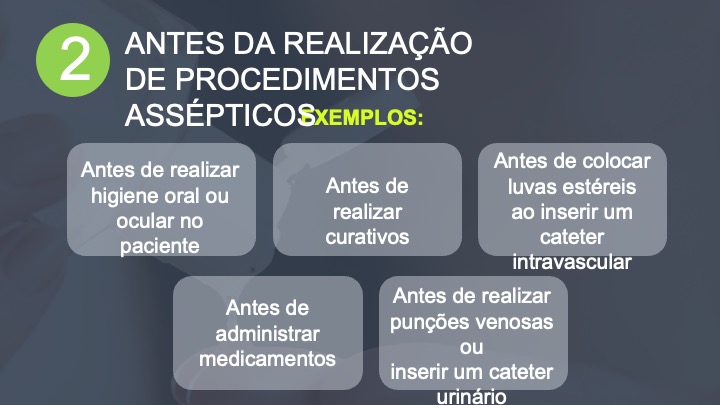 2
ANTES DA REALIZAÇÃO
DE PROCEDIMENTOS
ASSÉPTICOS
EXEMPLOS:
Antes de realizar
higiene oral ou
ocular no
paciente
Antes de
realizar
curativos
Antes de colocar
luvas estéreis
ao inserir um
cateter
intravascular
Antes de
administrar
medicamentos
Antes de realizar
punções venosas
ou
inserir um cateter
urinário